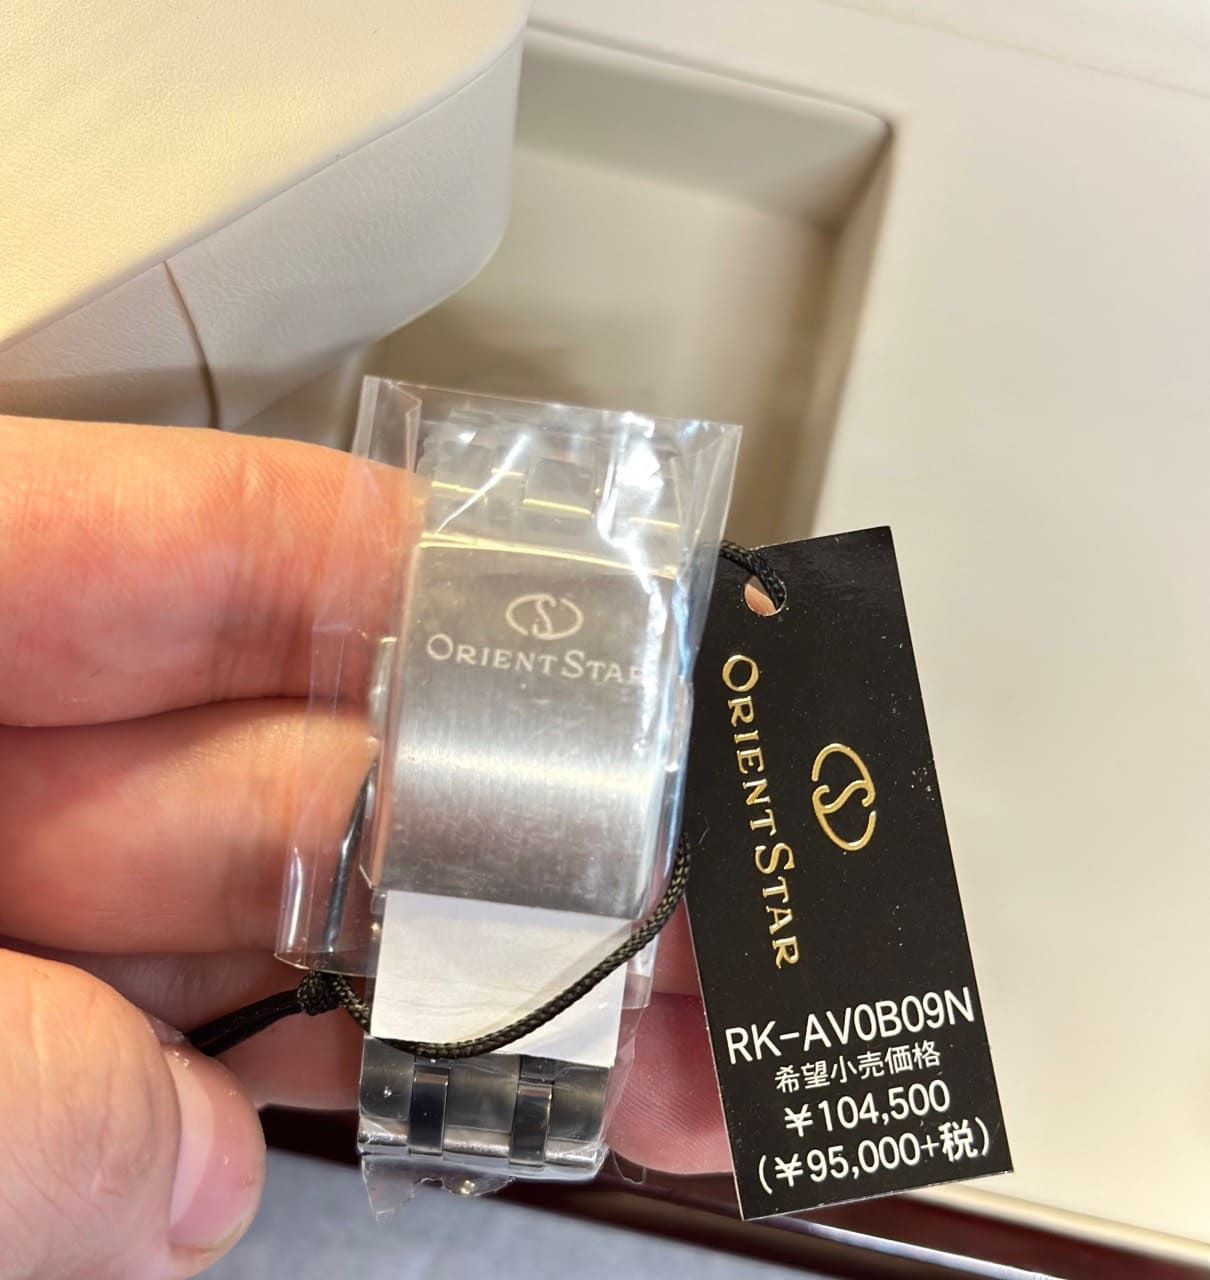 ORIENT STAR
ORIENT STAR
RK-AV0B09N
希望小売価格
¥104,500
(¥95,000+税)